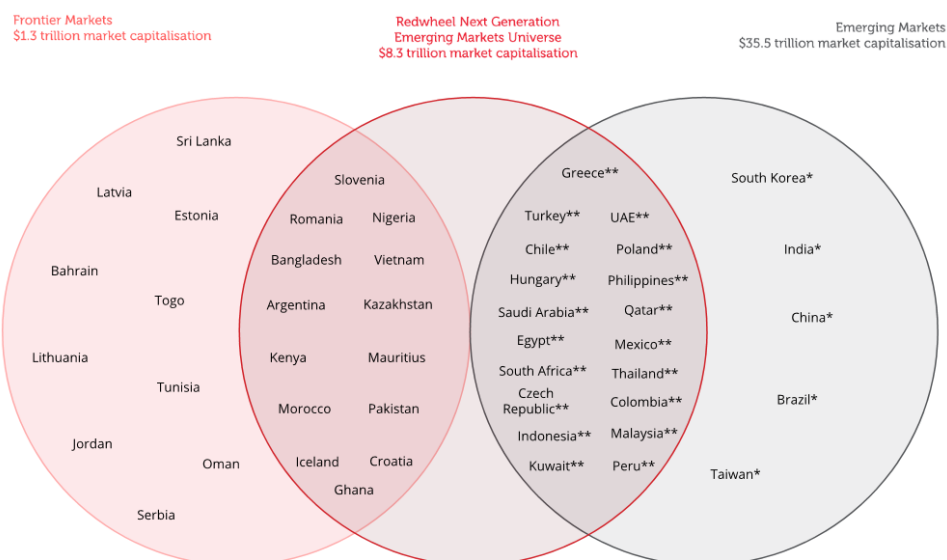 Frontier Markets
$1.3 trillion market capitalisation
Redwheel Next Generation
Emerging Markets Universe
$8.3 trillion market capitalisation
Emerging Markets
$35.5 trillion market capitalisation
Sri Lanka
Latvia
Estonia
Bahrain
Togo
Lithuania
Tunisia
Jordan
Oman
Serbia
Slovenia
Romania
Nigeria
Bangladesh
Vietnam
Argentina
Kazakhstan
Kenya
Mauritius
Morocco
Pakistan
Iceland
Croatia
Ghana
Greece**
Turkey**
UAE**
Chile**
Poland**
Hungary**
Philippines**
Saudi Arabia**
Qatar**
Egypt**
Mexico**
South Africa**
Thailand**
Czech
Republic**
Colombia**
Indonesia**
Malaysia**
Kuwait**
Peru**
South Korea*
India*
China*
Brazil*
Taiwan*